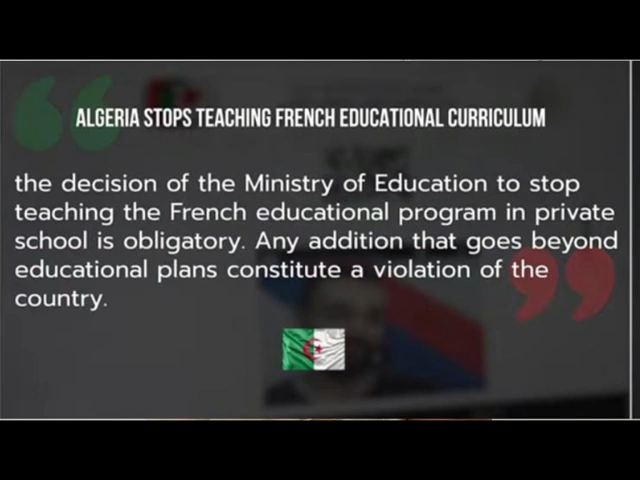 ALGERIA STOPS TEACHING FRENCH EDUCATIONAL CURRICULUM
the decision of the Ministry of Education to stop
teaching the French educational program in private
school is obligatory. Any addition that goes beyond
educational plans constitute a violation of the
country.